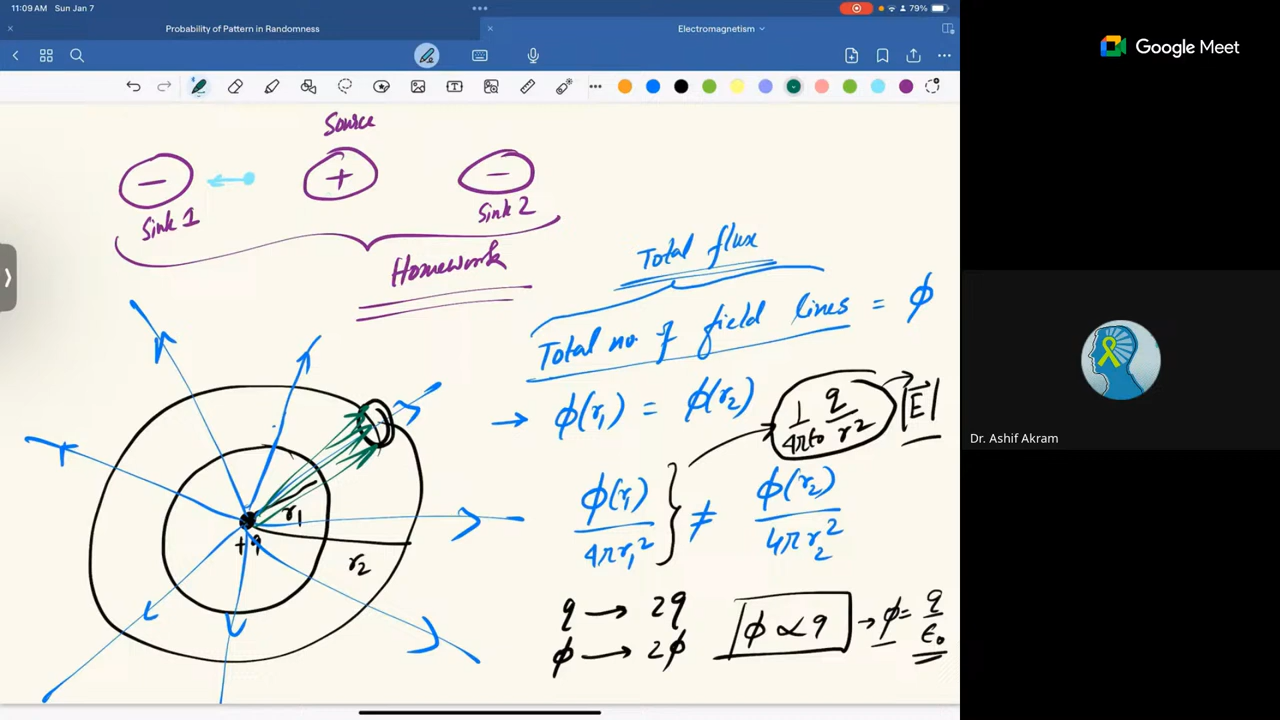 11:09 AM Sun Jan 7
79%
Probability of Pattern in Randomness
Electromagnetism
Google Meet
Source
− + −
Sink 1
Sink 2
Homework
Total flux
Total no of field lines = ϕ
→ ϕ(r₁) = ϕ(r₂)
1/4πε₀ q/r² → |E⃗|
ϕ(r₁)/4πr₁² ≠ ϕ(r₂)/4πr₂²
r₁
+q
r₂
q → 2q
ϕ → 2ϕ
ϕ ∝ q → ϕ = q/ε₀
Dr. Ashif Akram